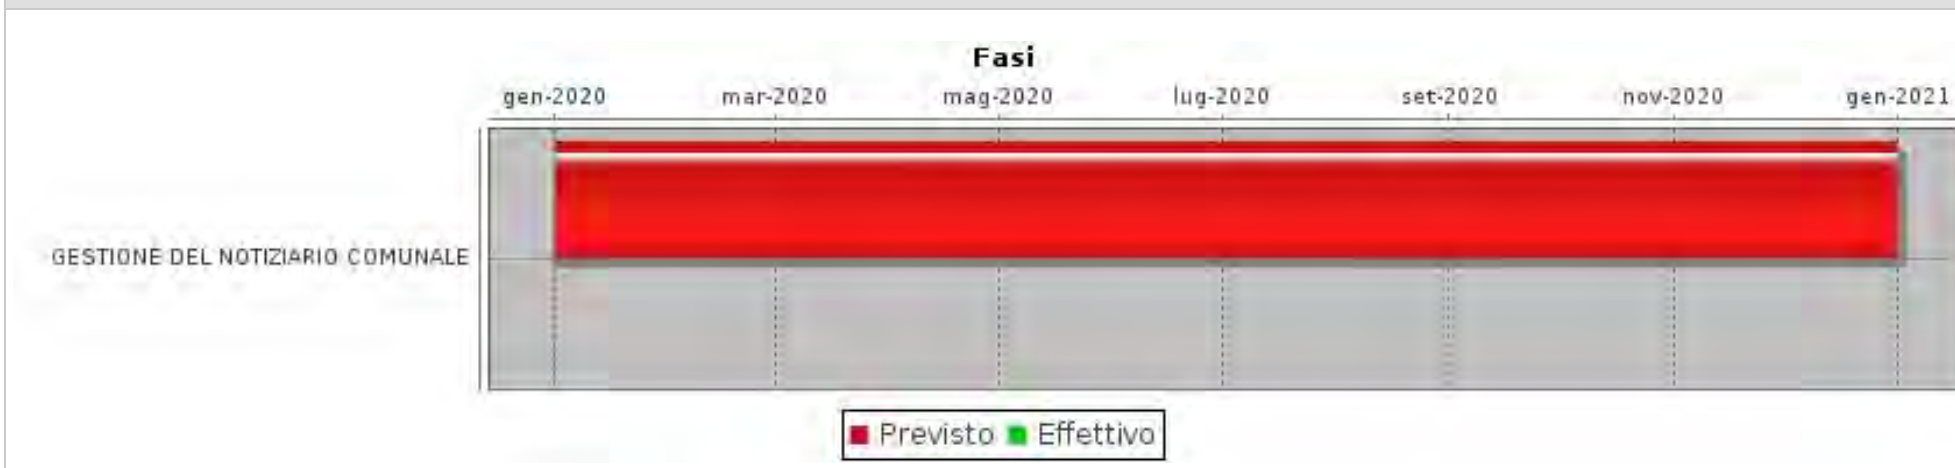 Fasi
gen-2020 mar-2020 mag-2020 lug-2020 set-2020 nov-2020 gen-2021
GESTIONE DEL NOTIZIARIO COMUNALE
Previsto Effettivo